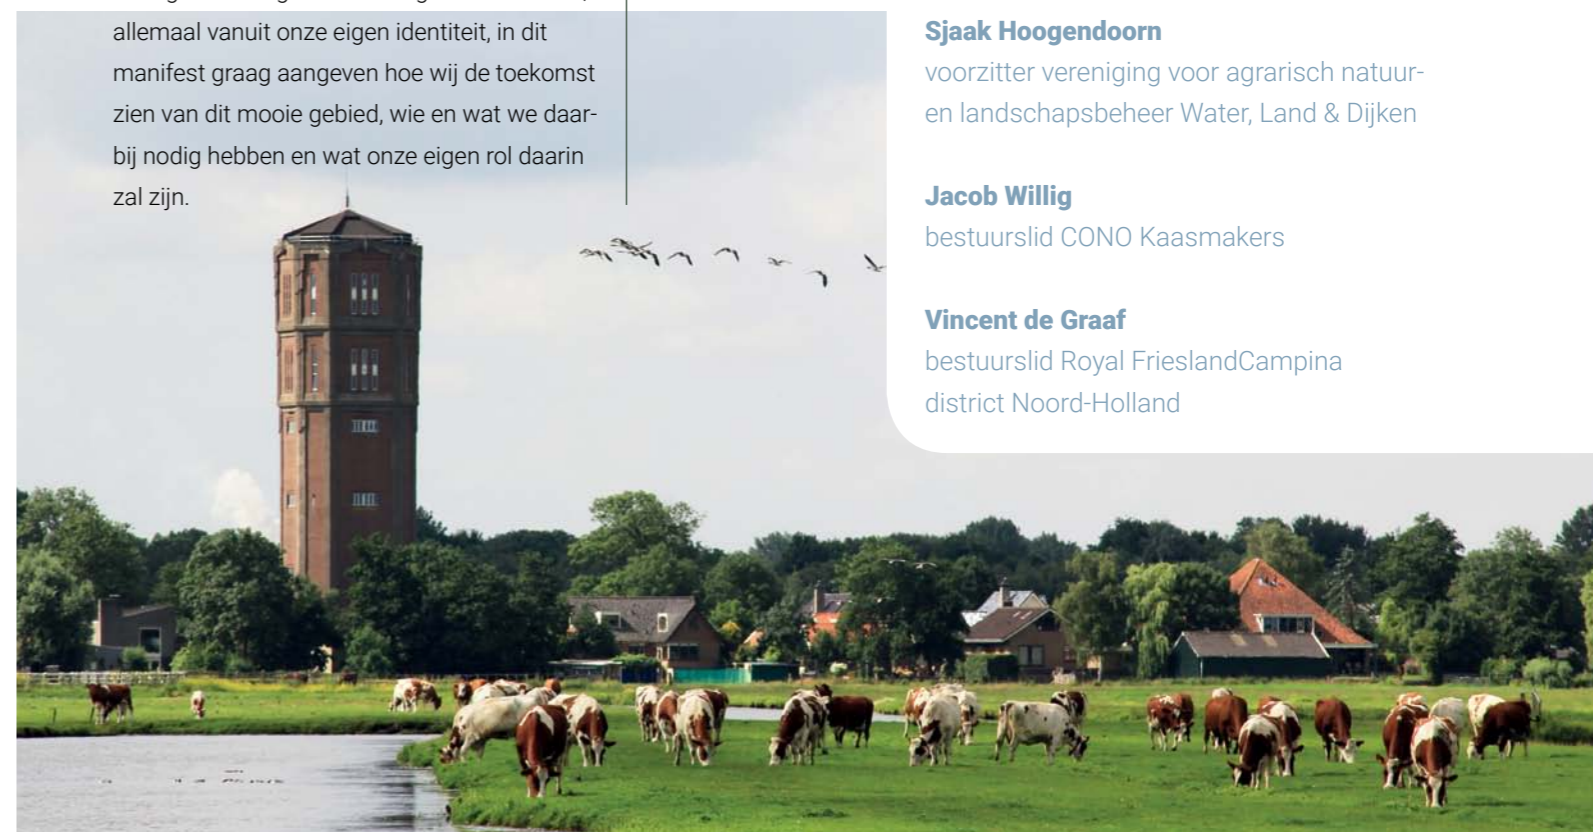 allemaal vanuit onze eigen identiteit, in dit
manifest graag aangeven hoe wij de toekomst
zien van dit mooie gebied, wie en wat we daar-
bij nodig hebben en wat onze eigen rol daarin
zal zijn.
Sjaak Hoogendoorn
voorzitter vereniging voor agrarisch natuur-
en landschapsbeheer Water, Land & Dijken
Jacob Willig
bestuurslid CONO Kaasmakers
Vincent de Graaf
bestuurslid Royal FrieslandCampina
district Noord-Holland